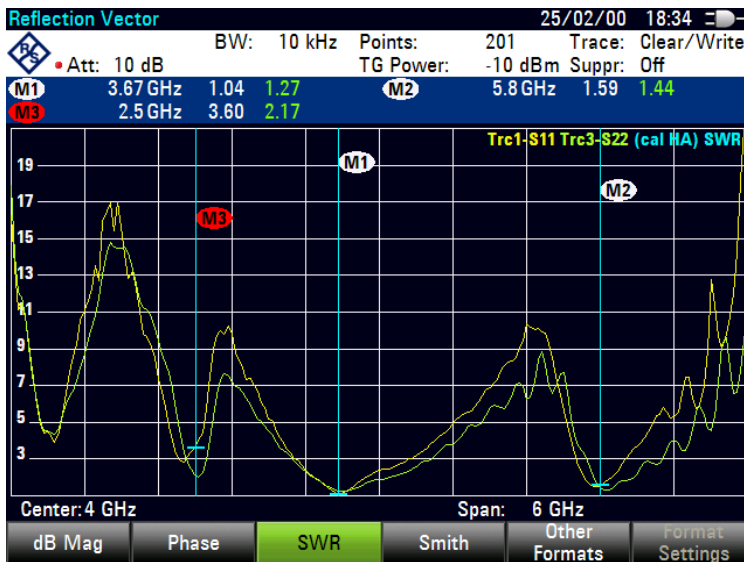 Reflection Vector 25/02/00 18:34
R&S BW: 10 kHz Points: 201 Trace: Clear/Write
Att: 10 dB TG Power: -10 dBm Suppr: Off
M1 3.67 GHz 1.04 1.27 M2 5.8 GHz 1.59 1.44
M3 2.5 GHz 3.60 2.17
Trc1-S11 Trc3-S22 (cal HA) SWR
19
M1
17
M2
M3
15
13
11
9
7
5
3
Center: 4 GHz Span: 6 GHz
dB Mag Phase SWR Smith Other Formats Format Settings